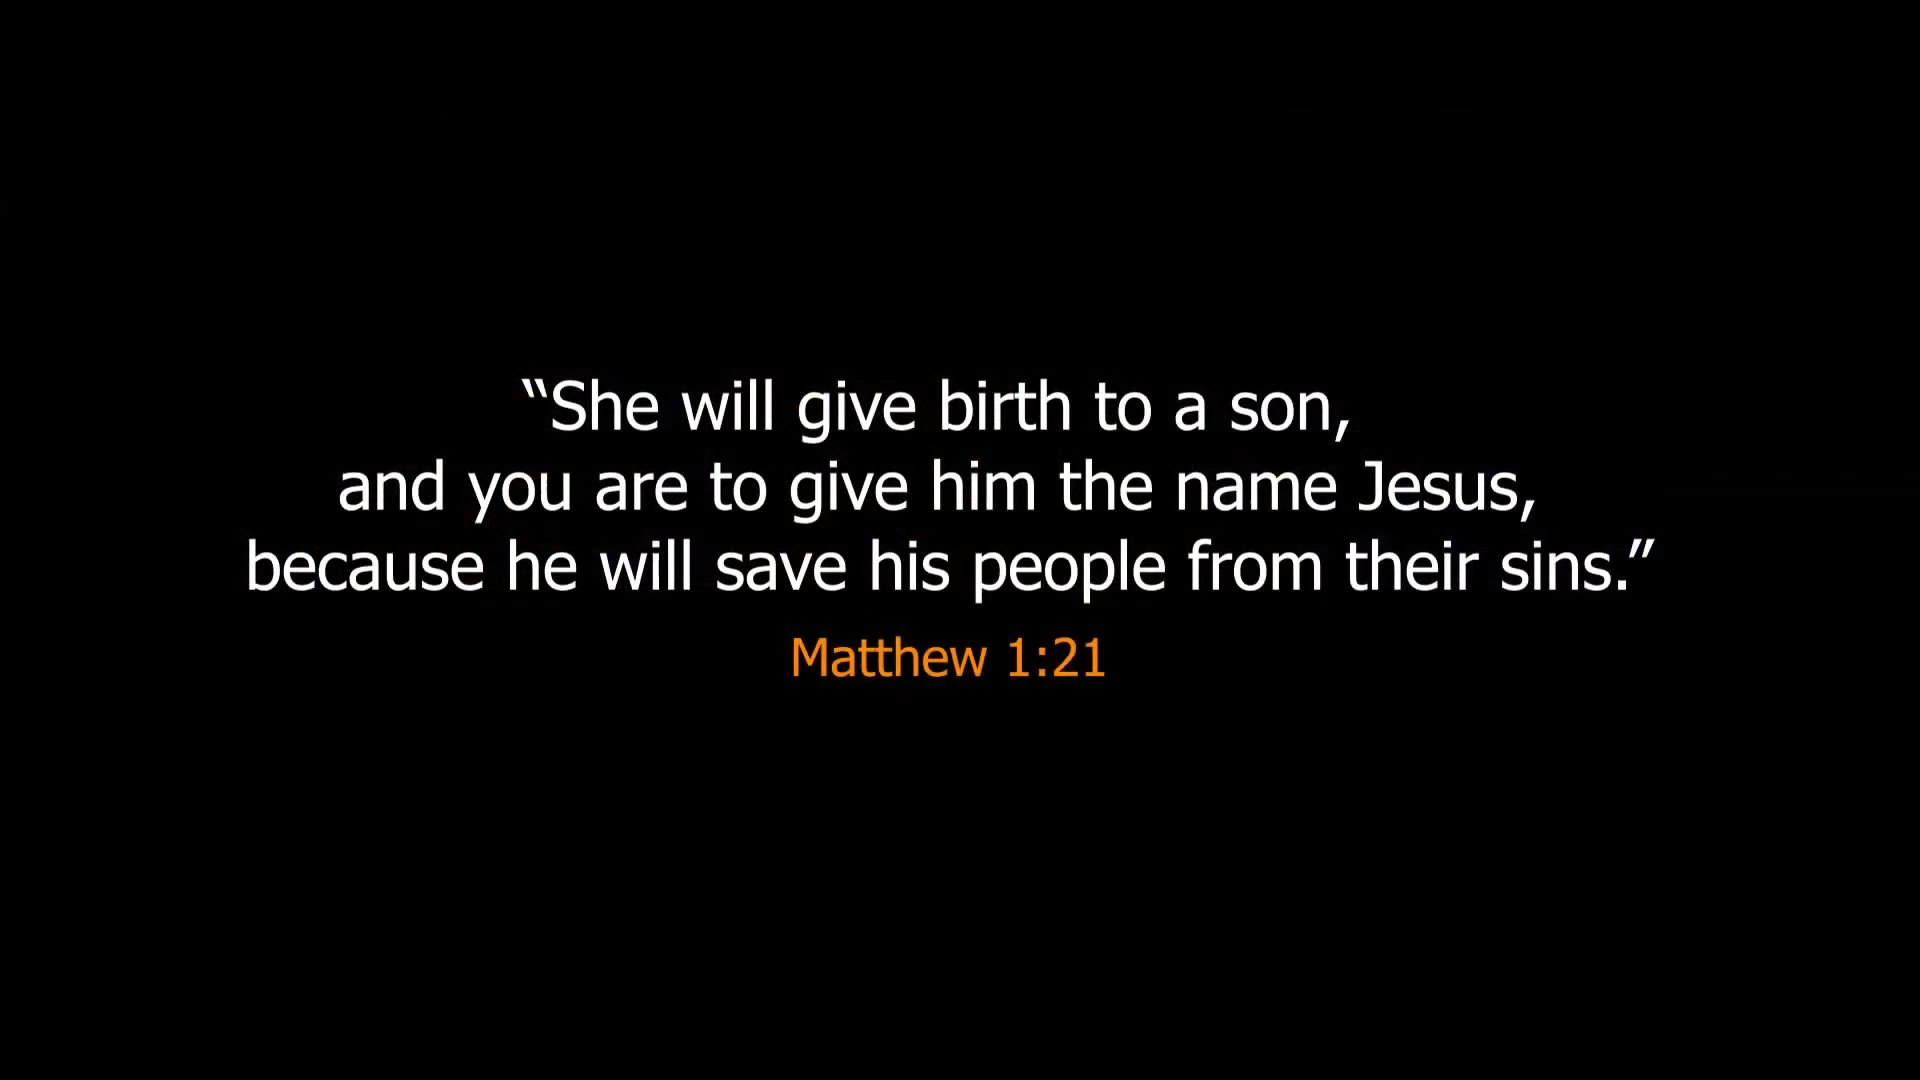 “She will give birth to a son,
and you are to give him the name Jesus,
because he will save his people from their sins.”
Matthew 1:21